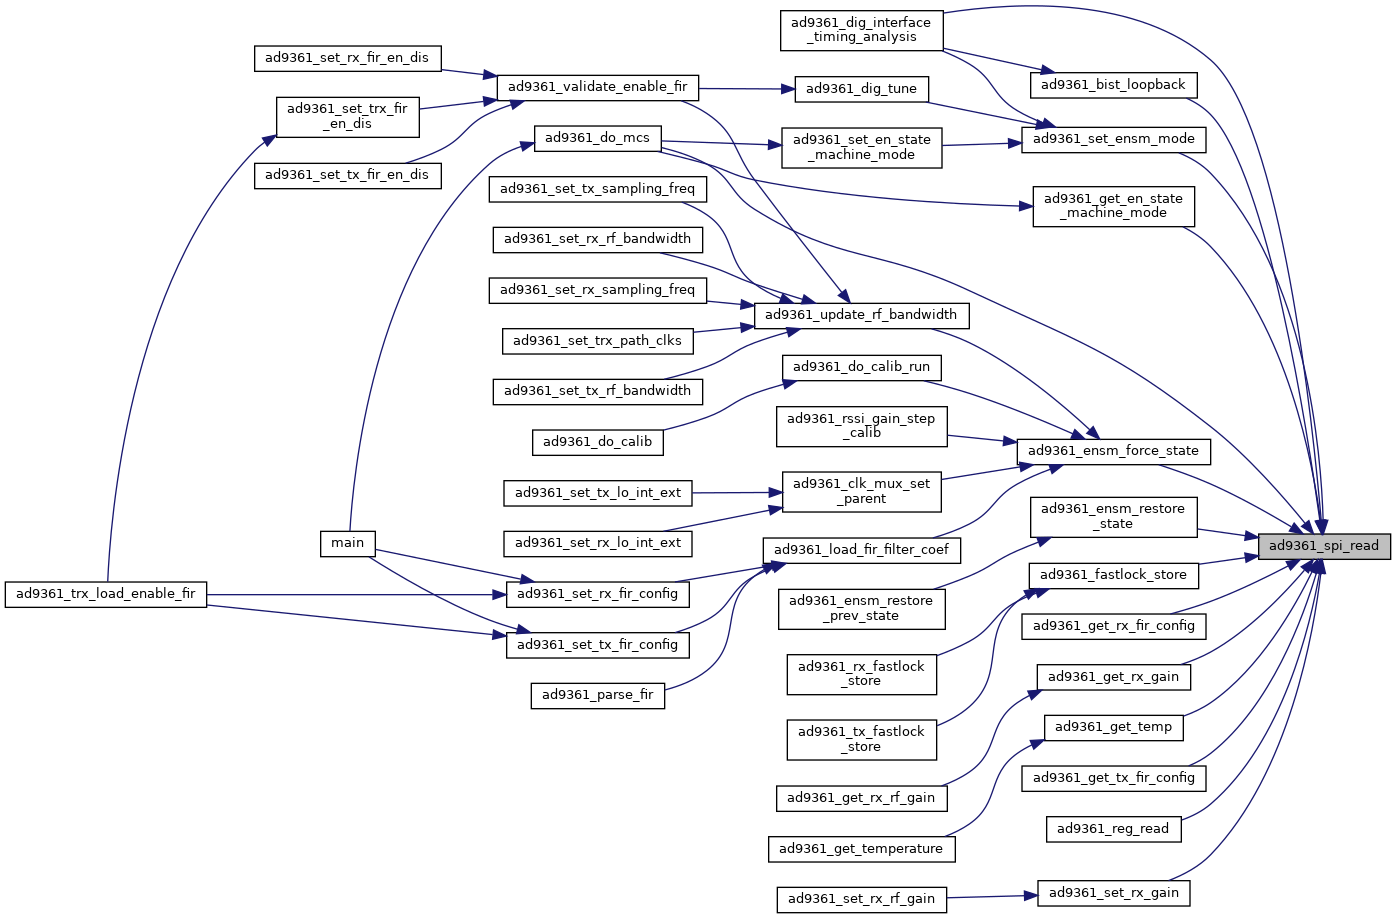 ad9361_dig_interface
_timing_analysis
ad9361_set_rx_fir_en_dis
ad9361_validate_enable_fir
ad9361_dig_tune
ad9361_bist_loopback
ad9361_set_trx_fir
_en_dis
ad9361_do_mcs
ad9361_set_en_state
_machine_mode
ad9361_set_ensm_mode
ad9361_set_tx_fir_en_dis
ad9361_set_tx_sampling_freq
ad9361_get_en_state
_machine_mode
ad9361_set_rx_rf_bandwidth
ad9361_set_rx_sampling_freq
ad9361_update_rf_bandwidth
ad9361_set_trx_path_clks
ad9361_do_calib_run
ad9361_set_tx_rf_bandwidth
ad9361_rssi_gain_step
_calib
ad9361_do_calib
ad9361_ensm_force_state
ad9361_set_tx_lo_int_ext
ad9361_clk_mux_set
_parent
ad9361_ensm_restore
_state
main
ad9361_set_rx_lo_int_ext
ad9361_load_fir_filter_coef
ad9361_spi_read
ad9361_fastlock_store
ad9361_trx_load_enable_fir
ad9361_set_rx_fir_config
ad9361_ensm_restore
_prev_state
ad9361_get_rx_fir_config
ad9361_set_tx_fir_config
ad9361_rx_fastlock
_store
ad9361_get_rx_gain
ad9361_parse_fir
ad9361_tx_fastlock
_store
ad9361_get_temp
ad9361_get_tx_fir_config
ad9361_get_rx_rf_gain
ad9361_reg_read
ad9361_get_temperature
ad9361_set_rx_rf_gain
ad9361_set_rx_gain